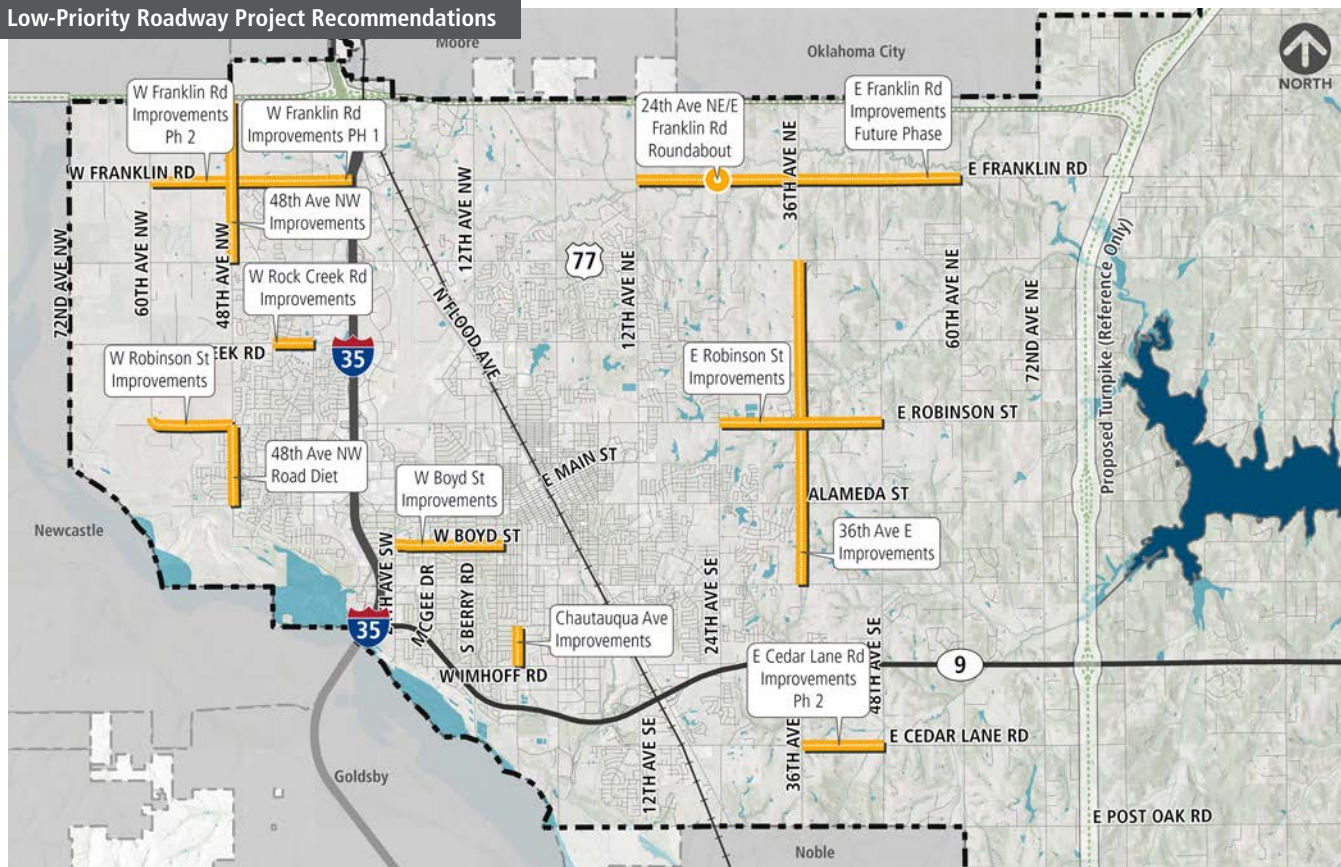 Low-Priority Roadway Project Recommendations
Moore
Oklahoma City
NORTH
W Franklin Rd
Improvements
Ph 2
W Franklin Rd
Improvements PH 1
24th Ave NE/E
Franklin Rd
Roundabout
E Franklin Rd
Improvements
Future Phase
W FRANKLIN RD
E FRANKLIN RD
36TH AVE NE
48th Ave NW
Improvements
72ND AVE NW
60TH AVE NW
48TH AVE NW
12TH AVE NW
77
12TH AVE NE
60TH AVE NE
72ND AVE NE
Proposed Turnpike (Reference Only)
W Rock Creek Rd
Improvements
EEK RD
35
N FLOOD AVE
W Robinson St
Improvements
E Robinson St
Improvements
E ROBINSON ST
48th Ave NW
Road Diet
E MAIN ST
W Boyd St
Improvements
ALAMEDA ST
Newcastle
W BOYD ST
36th Ave E
Improvements
TH AVE SW
MCGEE DR
S BERRY RD
24TH AVE SE
35
Chautauqua Ave
Improvements
W IMHOFF RD
E Cedar Lane Rd
Improvements
Ph 2
48TH AVE SE
9
36TH AVE
E CEDAR LANE RD
12TH AVE SE
Goldsby
E POST OAK RD
Noble